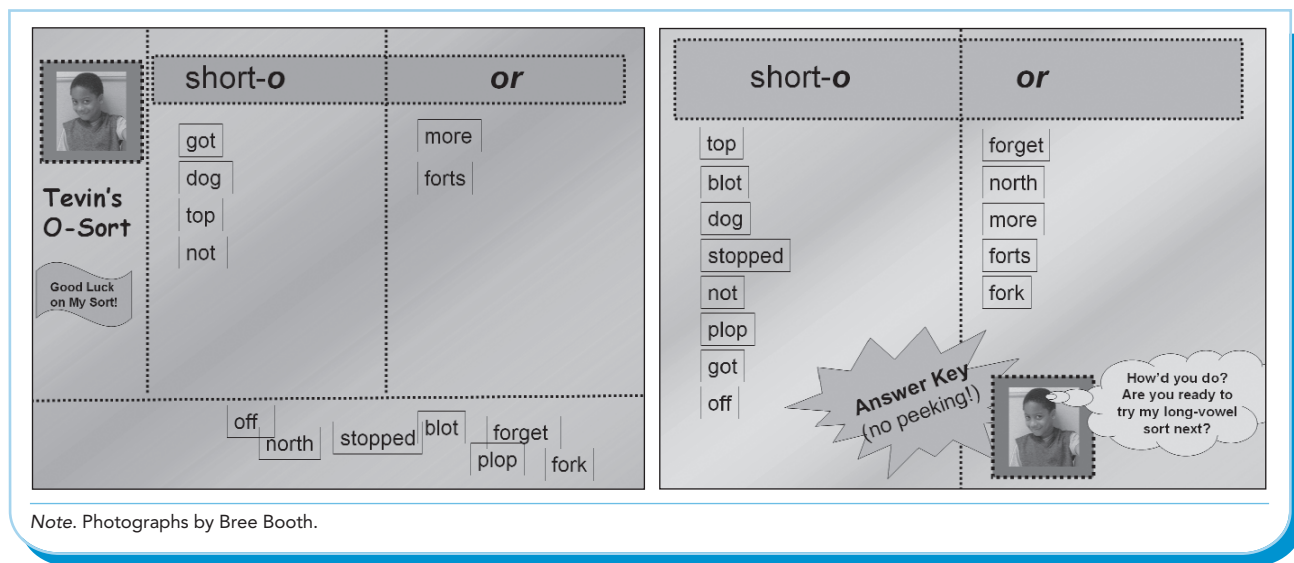 short-o
or
Tevin's
O-Sort
Good Luck
on My Sort!
got
dog
top
not
more
forts
off
north
stopped
blot
forget
plop
fork
short-o
or
top
blot
dog
stopped
not
plop
got
off
forget
north
more
forts
fork
Answer Key
(no peeking!)
How'd you do?
Are you ready to
try my long-vowel
sort next?
Note. Photographs by Bree Booth.